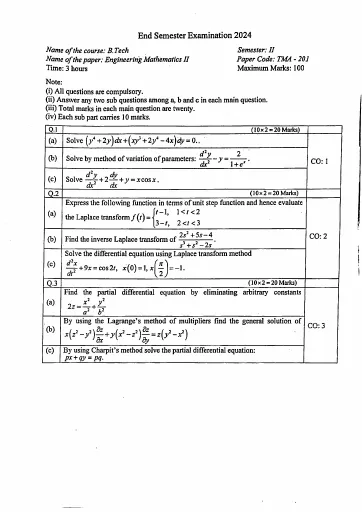 End Semester Examination 2024
Name of the course: B.Tech Semester: II
Name of the paper: Engineering Mathematics II Paper Code: TMA - 201
Time: 3 hours Maximum Marks: 100
Note:
(i) All questions are compulsory.
(ii) Answer any two sub questions among a, b and c in each main question.
(iii) Total marks in each main question are twenty.
(iv) Each sub part carries 10 marks.
Q.1 (10×2 = 20 Marks)
(a) Solve (y⁴ + 2y)dx + (xy³ + 2y⁴ − 4x)dy = 0..
(b) Solve by method of variation of parameters: d²y/dx² − y = 2/(1+eˣ).
CO: 1
(c) Solve d²y/dx² + 2 dy/dx + y = x cos x.
Q.2 (10×2 = 20 Marks)
(a) Express the following function in terms of unit step function and hence evaluate
the Laplace transform f(t) = { t−1, 1<t<2
3−t, 2<t<3
(b) Find the inverse Laplace transform of (2s² + 5s − 4)/(s³ + s² − 2s)
CO: 2
Solve the differential equation using Laplace transform method
(c) d²x/dt² + 9x = cos 2t, x(0) = 1, x(π/2) = −1.
Q.3 (10×2 = 20 Marks)
(a) Find the partial differential equation by eliminating arbitrary constants
2z = x²/a² + y²/b²
(b) By using the Lagrange's method of multipliers find the general solution of
x(z² − y²) ∂z/∂x + y(x² − z²) ∂z/∂y = z(y² − x²)
CO: 3
(c) By using Charpit's method solve the partial differential equation:
px + qy = pq.